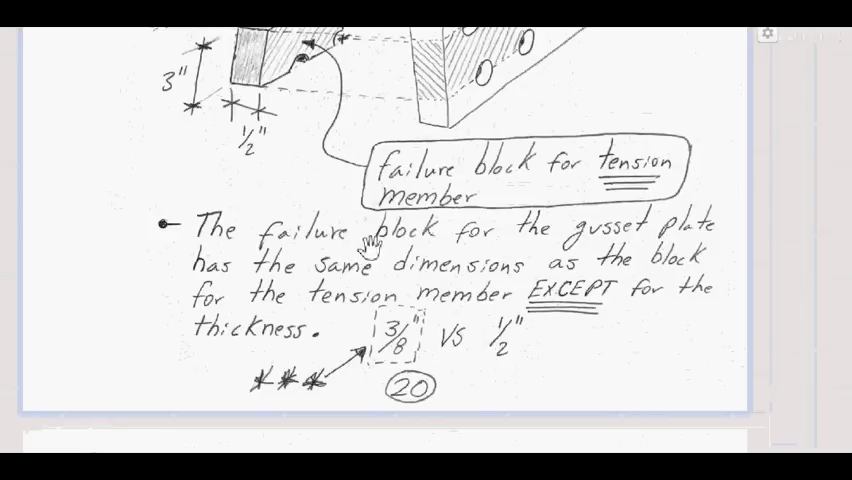 3"
1/2"
failure block for tension
member
The failure block for the gusset plate
has the same dimensions as the block
for the tension member EXCEPT for the
thickness. 3/8" VS 1/2"
***
20